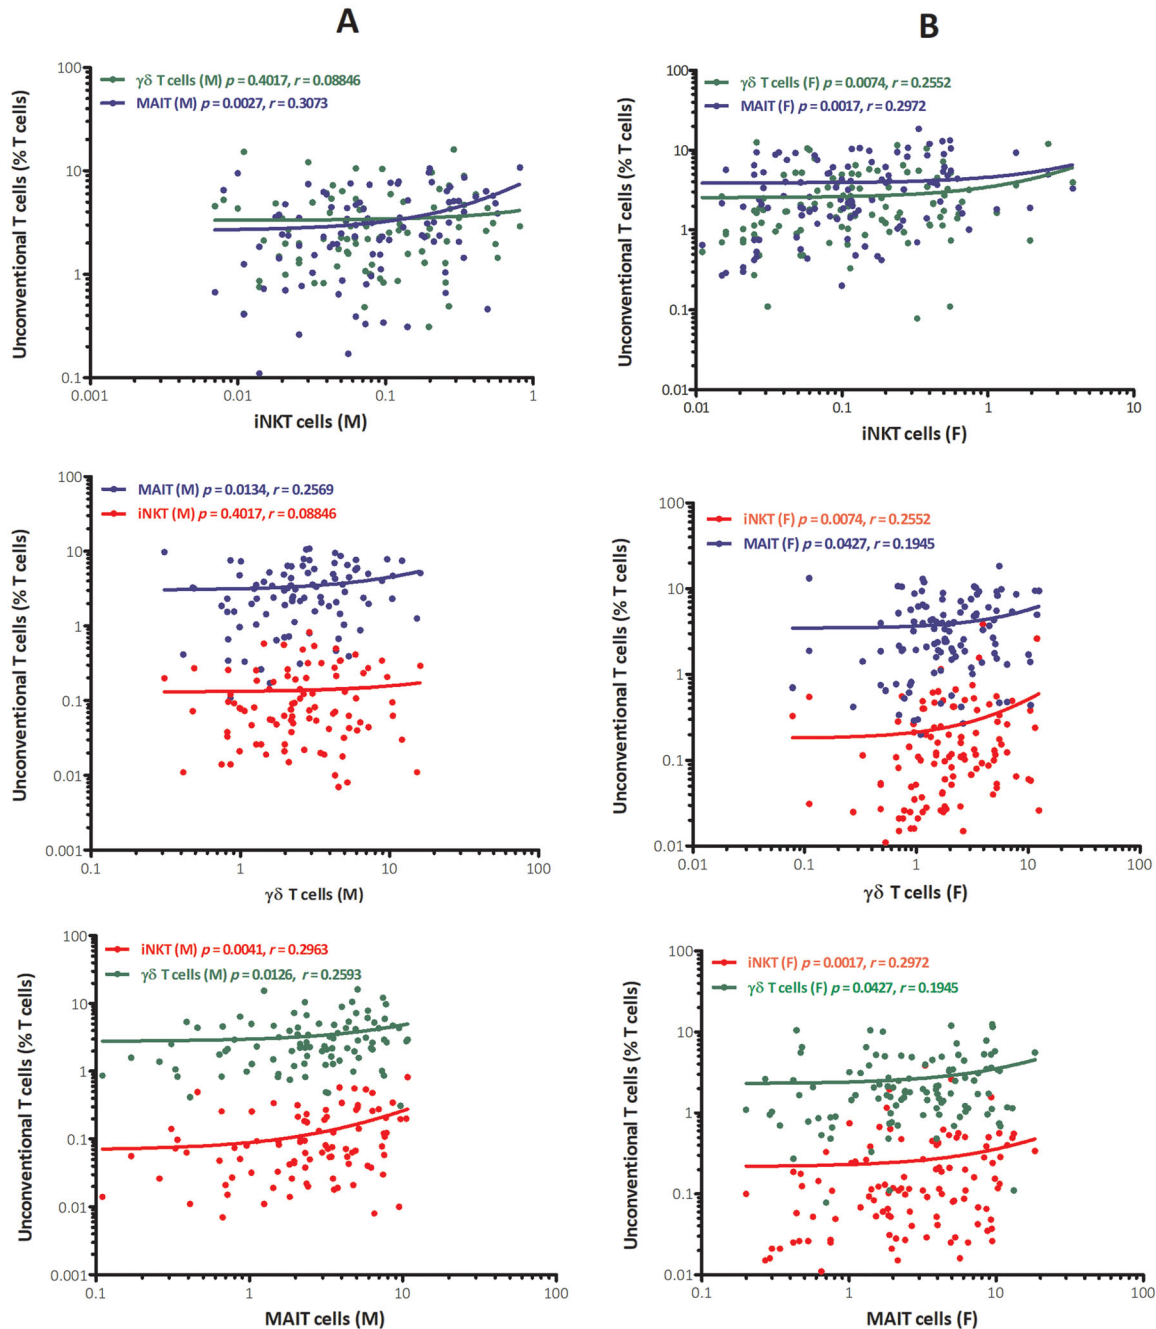 A
B
100
10
1
0.1
0.001
0.01
0.1
1
Unconventional T Cells (% T cells)
γδ T cells (M) p = 0.4017, r = 0.08846
MAIT (M) p = 0.0027, r = 0.3073
iNKT cells (M)
100
10
1
0.1
0.01
0.01
0.1
1
10
Unconventional T Cells (% T cells)
γδ T cells (F) p = 0.0074, r = 0.2552
MAIT (F) p = 0.0017, r = 0.2972
iNKT cells (F)
100
10
1
0.1
0.01
0.001
0.1
1
10
100
Unconventional T Cells (% T cells)
MAIT (M) p = 0.0134, r = 0.2569
iNKT (M) p = 0.4017, r = 0.08846
γδ T cells (M)
100
10
1
0.1
0.01
0.01
0.1
1
10
100
Unconventional T Cells (% T cells)
iNKT (F) p = 0.0074, r = 0.2552
MAIT (F) p = 0.0427, r = 0.1945
γδ T cells (F)
100
10
1
0.1
0.01
0.001
0.1
1
10
100
Unconventional T cells (% T cells)
iNKT (M) p = 0.0041, r = 0.2963
γδ T cells (M) p = 0.0126, r = 0.2593
MAIT cells (M)
100
10
1
0.1
0.01
0.1
1
10
100
Unconventional T Cells (% T cells)
iNKT (F) p = 0.0017, r = 0.2972
γδ T cells (F) p = 0.0427, r = 0.1945
MAIT cells (F)